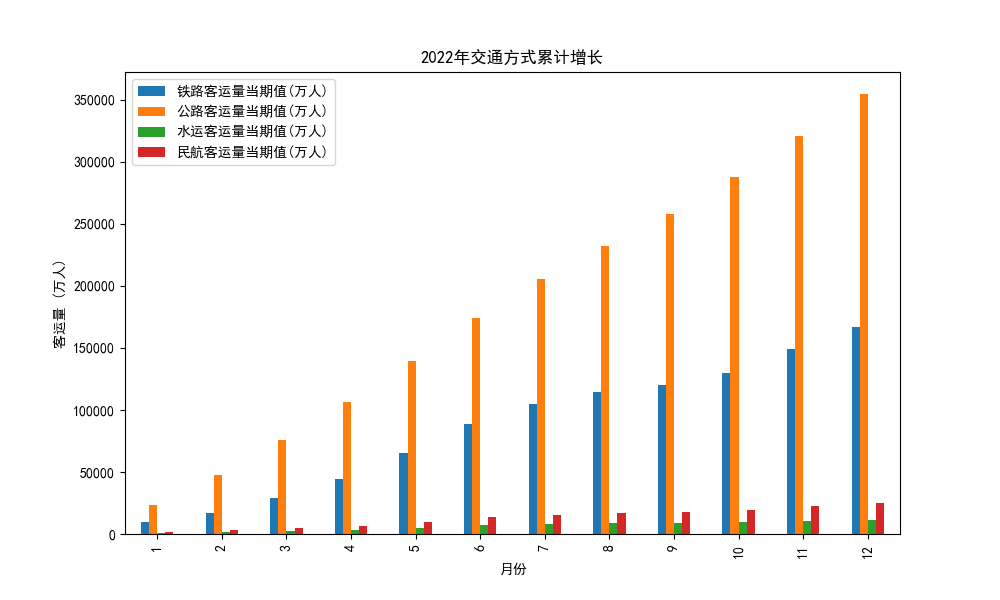 2022年交通方式累计增长
铁路客运量当期值(万人)
公路客运量当期值(万人)
水运客运量当期值(万人)
民航客运量当期值(万人)
350000
300000
250000
200000
150000
100000
50000
0
客运量 (万人)
1 2 3 4 5 6 7 8 9 10 11 12
月份